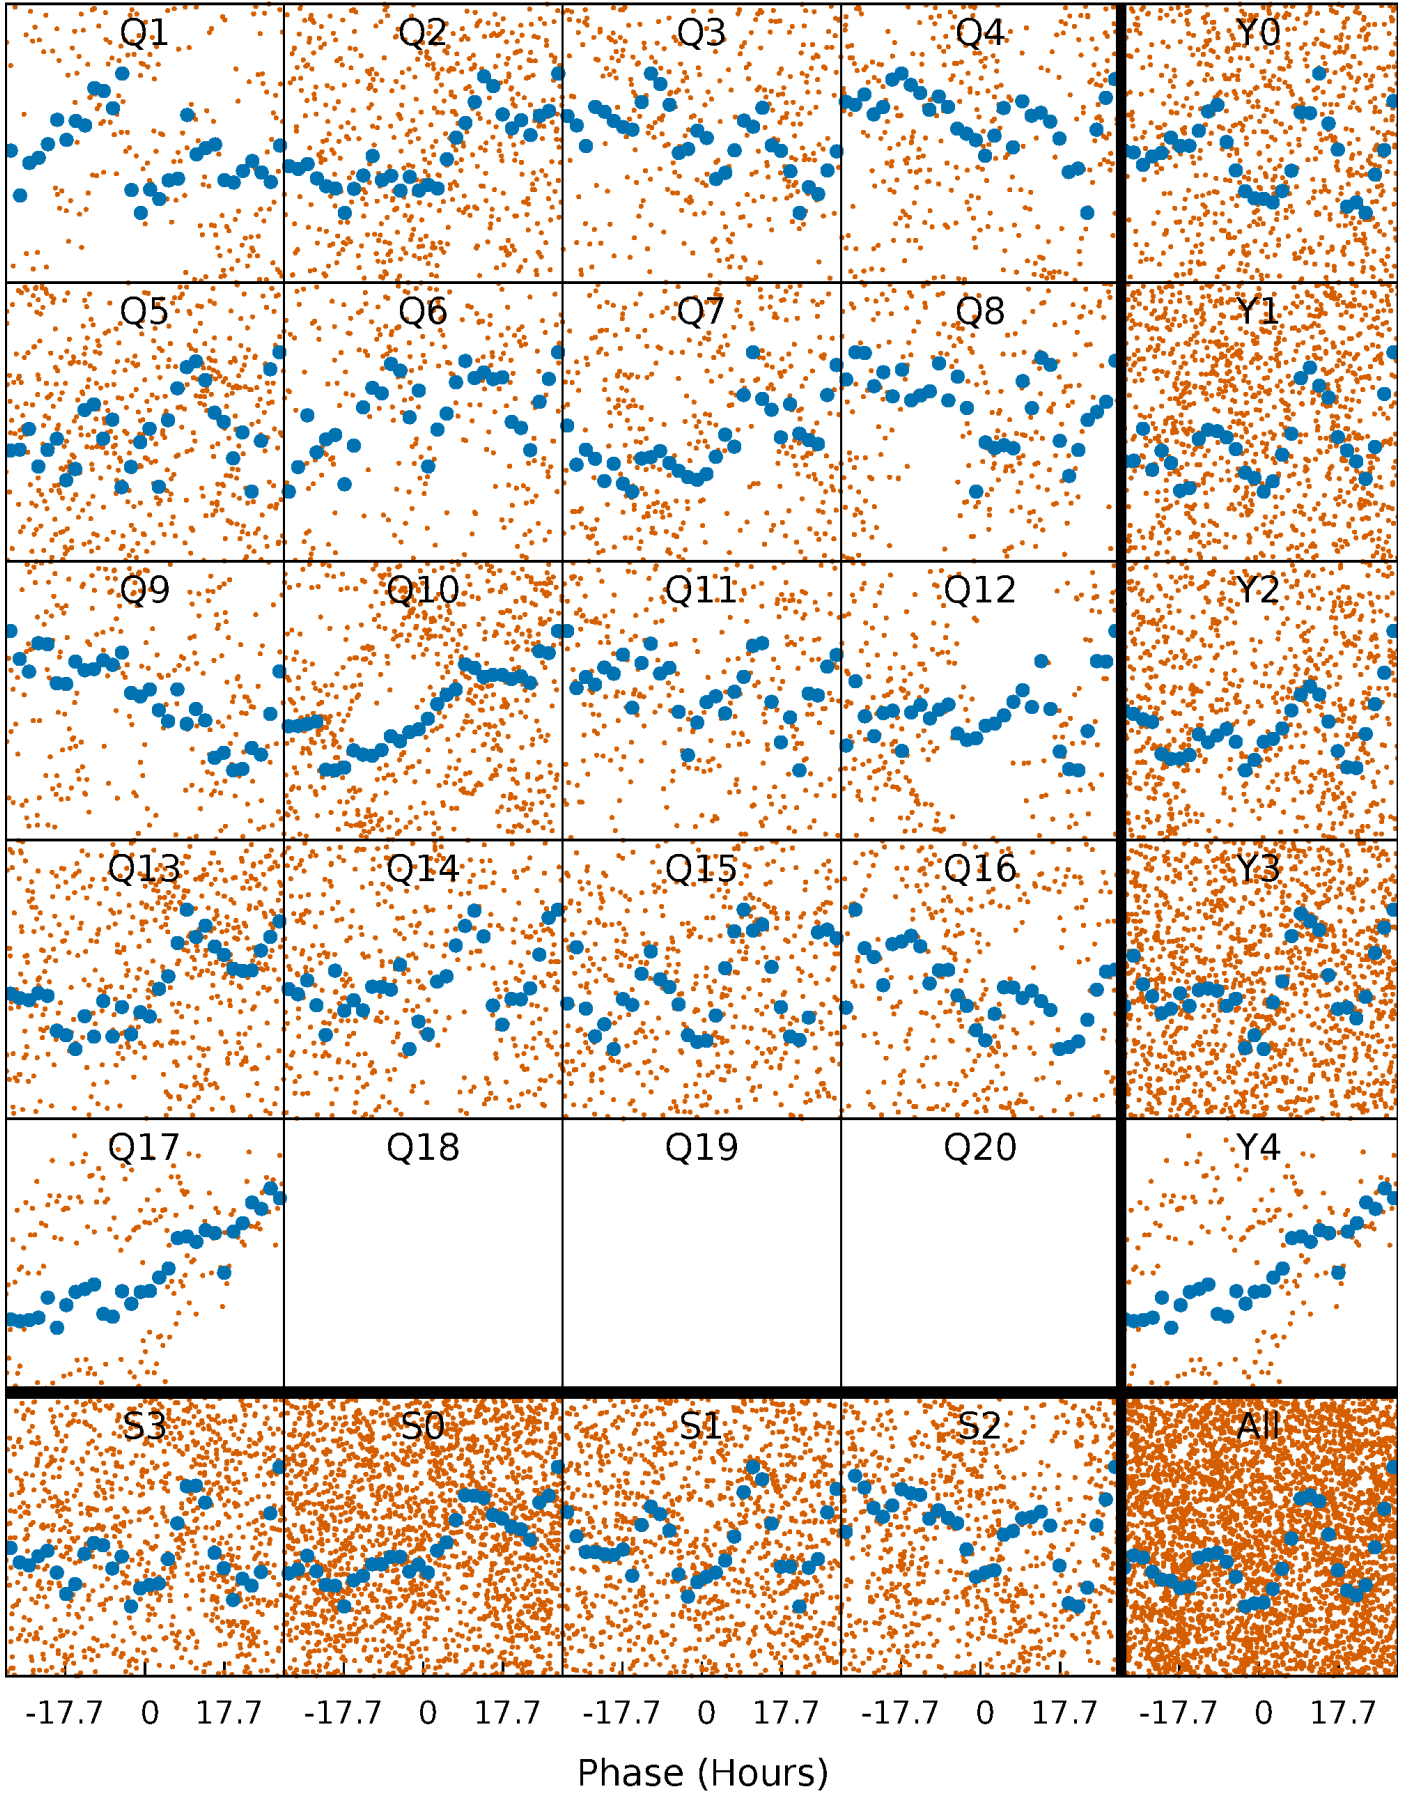 Q1 Q2 Q3 Q4 Y0
Q5 Q6 Q7 Q8 Y1
Q9 Q10 Q11 Q12 Y2
Q13 Q14 Q15 Q16 Y3
Q17 Q18 Q19 Q20 Y4
S3 S0 S1 S2 All
-17.7 0 17.7 -17.7 0 17.7 -17.7 0 17.7 -17.7 0 17.7 -17.7 0 17.7
Phase (Hours)